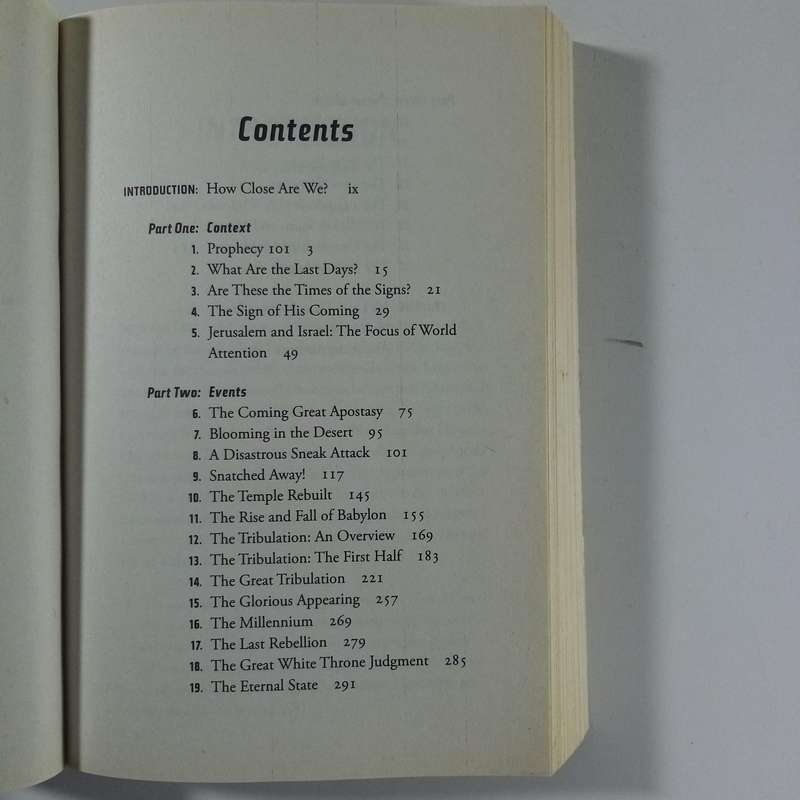 Contents
INTRODUCTION: How Close Are We? ix
Part One: Context
1. Prophecy 101 3
2. What Are the Last Days? 15
3. Are These the Times of the Signs? 21
4. The Sign of His Coming 29
5. Jerusalem and Israel: The Focus of World
Attention 49
Part Two: Events
6. The Coming Great Apostasy 75
7. Blooming in the Desert 95
8. A Disastrous Sneak Attack 101
9. Snatched Away! 117
10. The Temple Rebuilt 145
11. The Rise and Fall of Babylon 155
12. The Tribulation: An Overview 169
13. The Tribulation: The First Half 183
14. The Great Tribulation 221
15. The Glorious Appearing 257
16. The Millennium 269
17. The Last Rebellion 279
18. The Great White Throne Judgment 285
19. The Eternal State 291